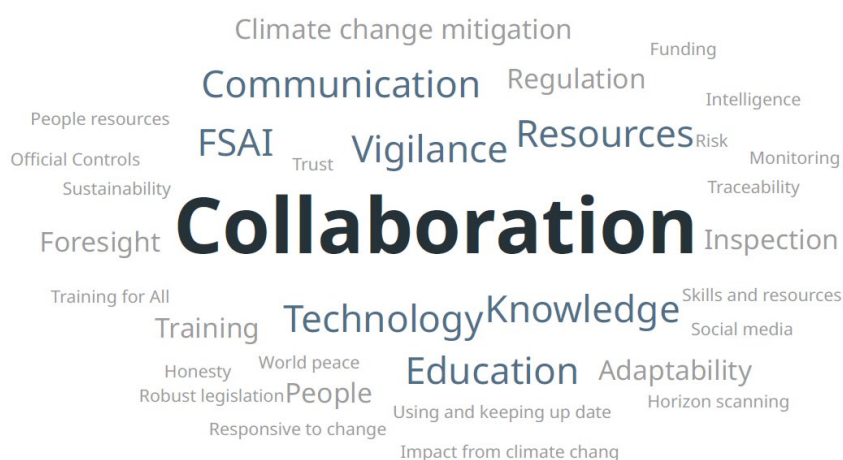 Climate change mitigation
Funding
Communication
Regulation
Intelligence
People resources
FSAI
Vigilance
Resources
Risk
Official Controls
Trust
Monitoring
Sustainability
Traceability
Collaboration
Foresight
Inspection
Training for All
Technology
Knowledge
Skills and resources
Training
Social media
Honesty
World peace
Education
Adaptability
Robust legislation
People
Using and keeping up date
Horizon scanning
Responsive to change
Impact from climate chang